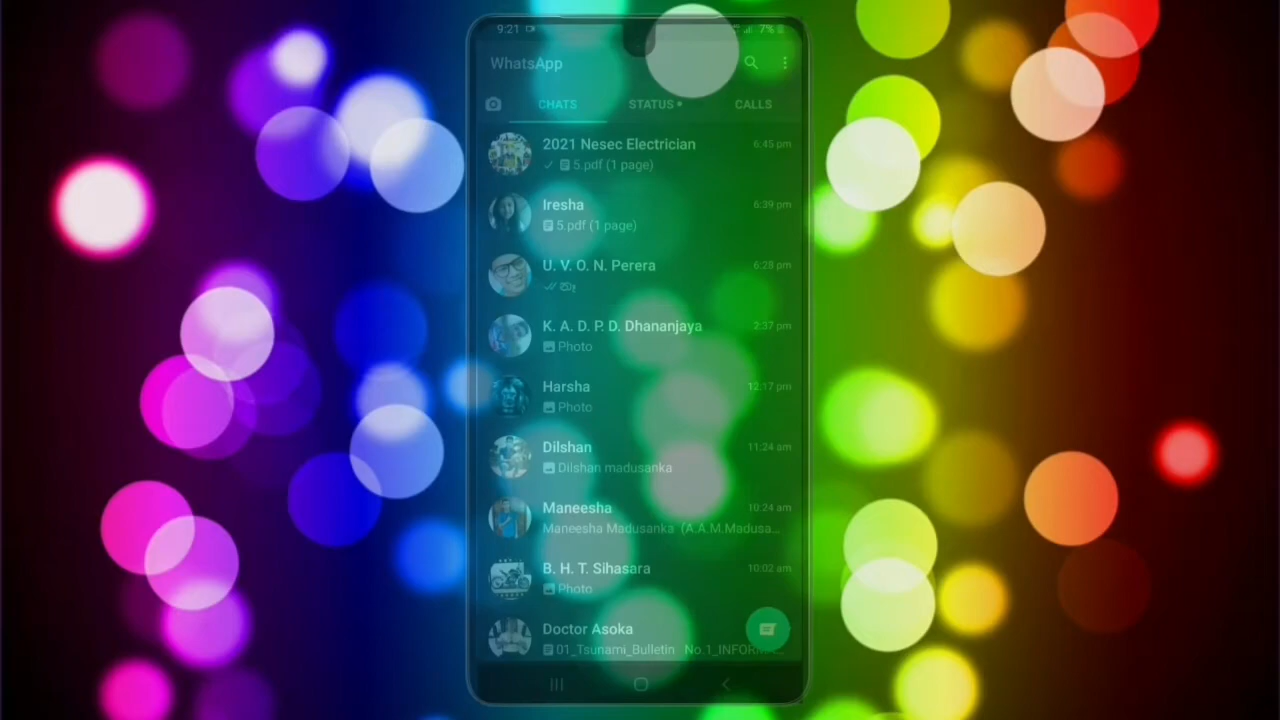 9:21 7%
WhatsApp
CHATS STATUS CALLS
2021 Nesec Electrician 6:45 pm
5.pdf (1 page)
Iresha 6:39 pm
5.pdf (1 page)
U. V. O. N. Perera 6:28 pm
K. A. D. P. D. Dhananjaya 2:37 pm
Photo
Harsha 12:17 pm
Photo
Dilshan 11:24 am
Dilshan madusanka
Maneesha 10:24 am
Maneesha Madusanka (A.A.M.Madusa...
B. H. T. Sihasara 10:02 am
Photo
Doctor Asoka
01_Tsunami_Bulletin No.1_INFOR